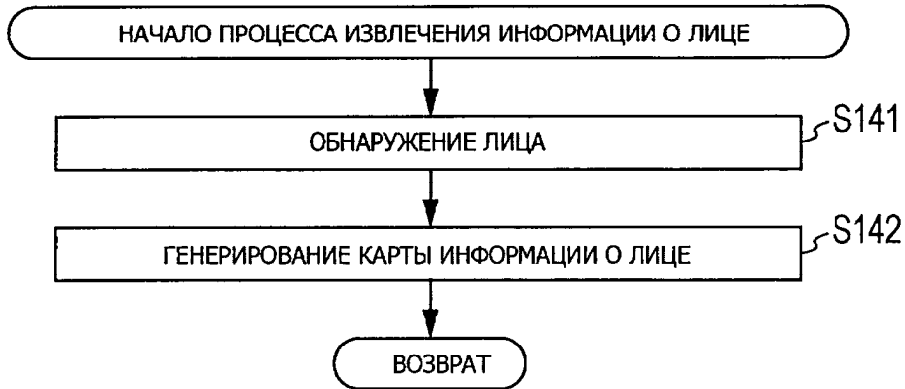 НАЧАЛО ПРОЦЕССА ИЗВЛЕЧЕНИЯ ИНФОРМАЦИИ О ЛИЦЕ
ОБНАРУЖЕНИЕ ЛИЦА
S141
ГЕНЕРИРОВАНИЕ КАРТЫ ИНФОРМАЦИИ О ЛИЦЕ
S142
ВОЗВРАТ